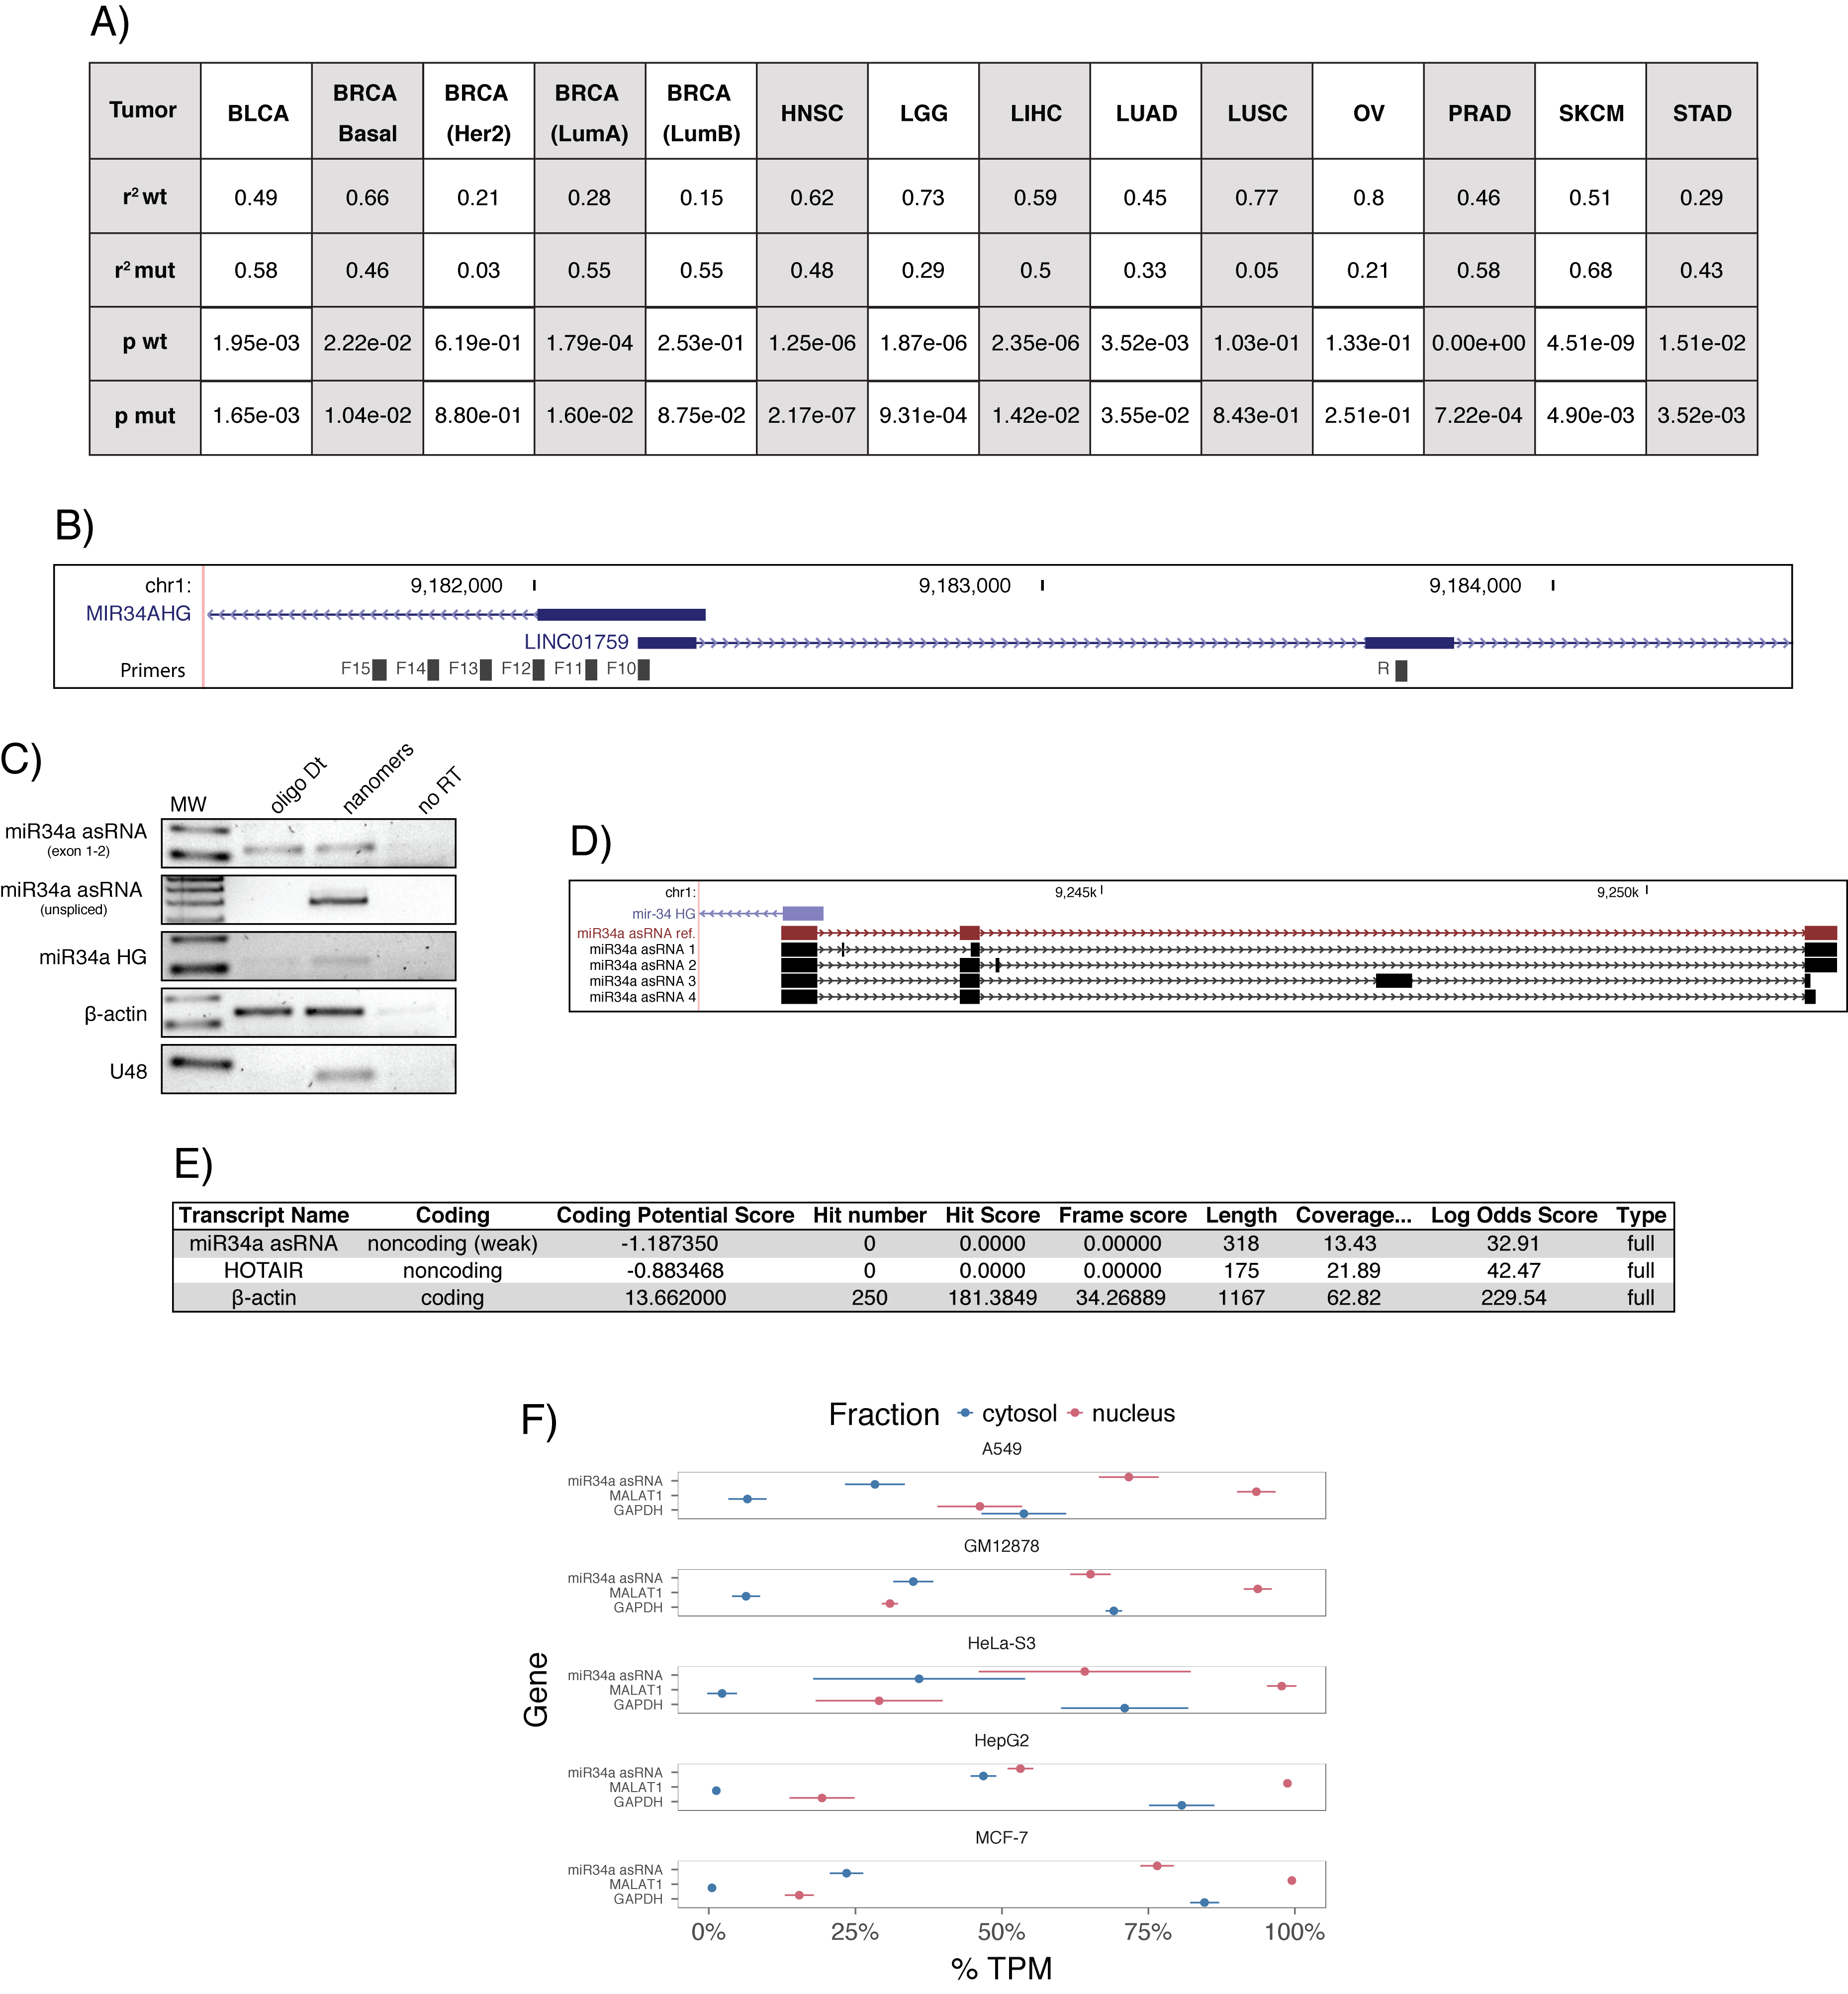 A)
Tumor BLCA BRCA Basal BRCA (Her2) BRCA (LumA) BRCA (LumB) HNSC LGG LIHC LUAD LUSC OV PRAD SKCM STAD
r² wt 0.49 0.66 0.21 0.28 0.15 0.62 0.73 0.59 0.45 0.77 0.8 0.46 0.51 0.29
r² mut 0.58 0.46 0.03 0.55 0.55 0.48 0.29 0.5 0.33 0.05 0.21 0.58 0.68 0.43
p wt 1.95e-03 2.22e-02 6.19e-01 1.79e-04 2.53e-01 1.25e-06 1.87e-06 2.35e-06 3.52e-03 1.03e-01 1.33e-01 0.00e+00 4.51e-09 1.51e-02
p mut 1.65e-03 1.04e-02 8.80e-01 1.60e-02 8.75e-02 2.17e-07 9.31e-04 1.42e-02 3.55e-02 8.43e-01 2.51e-01 7.22e-04 4.90e-03 3.52e-03
B)
chr1: 9,182,000 9,183,000 9,184,000
MIR34AHG
LINC01759
Primers F15 F14 F13 F12 F11 F10 R
C)
MW oligo Dt nanomers no RT
miR34a asRNA
(exon 1-2)
miR34a asRNA
(unspliced)
miR34a HG
β-actin
U48
D)
chr1: 9,245k 9,250k
mir-34 HG
miR34a asRNA ref.
miR34a asRNA 1
miR34a asRNA 2
miR34a asRNA 3
miR34a asRNA 4
E)
Transcript Name Coding Coding Potential Score Hit number Hit Score Frame score Length Coverage... Log Odds Score Type
miR34a asRNA noncoding (weak) -1.187350 0 0.0000 0.00000 318 13.43 32.91 full
HOTAIR noncoding -0.883468 0 0.0000 0.00000 175 21.89 42.47 full
β-actin coding 13.662000 250 181.3849 34.26889 1167 62.82 229.54 full
F)
Fraction cytosol nucleus
A549
miR34a asRNA
MALAT1
GAPDH
GM12878
miR34a asRNA
MALAT1
GAPDH
HeLa-S3
miR34a asRNA
MALAT1
GAPDH
HepG2
miR34a asRNA
MALAT1
GAPDH
MCF-7
miR34a asRNA
MALAT1
GAPDH
Gene
0% 25% 50% 75% 100%
% TPM